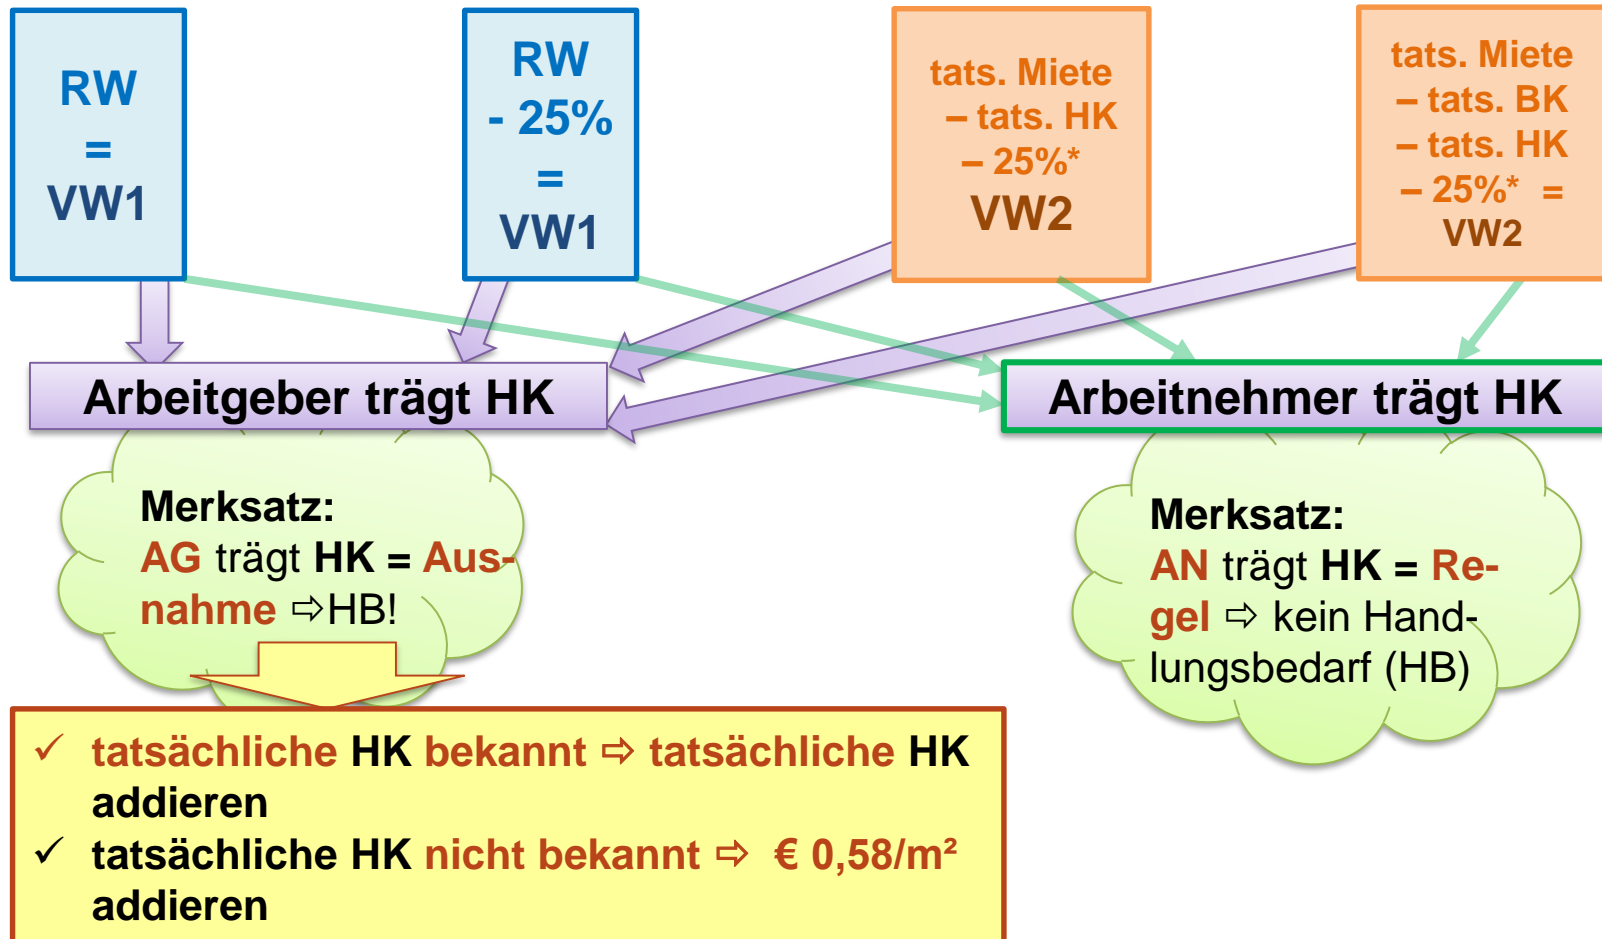 RW
=
VW1
RW
- 25%
=
VW1
tats. Miete
– tats. HK
– 25%*
VW2
tats. Miete
– tats. BK
– tats. HK
– 25%* =
VW2
Arbeitgeber trägt HK
Arbeitnehmer trägt HK
Merksatz:
AG trägt HK = Aus-
nahme ⇨HB!
Merksatz:
AN trägt HK = Re-
gel ⇨ kein Hand-
lungsbedarf (HB)
✓ tatsächliche HK bekannt ⇨ tatsächliche HK
addieren
✓ tatsächliche HK nicht bekannt ⇨ € 0,58/m²
addieren